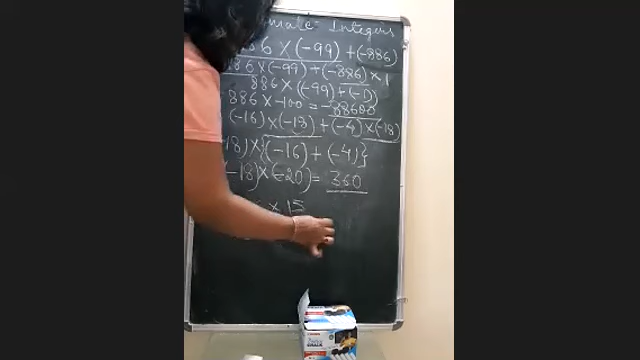 Integers
886 × (-99) + (-886)
886 × (-99) + (-886) × 1
886 × (-99) + (-1)
886 × -100 = -88600
(-16) × (-18) + (-4) × (-18)
18) × {(-16) + (-4)}
(-18) × (-20) = 360
× 15